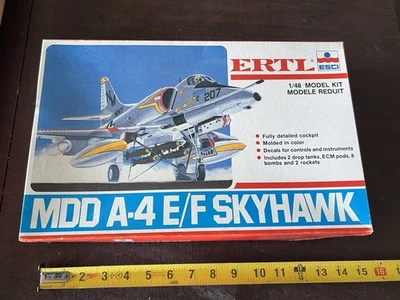 ERTL
ESCI
1/48 MODEL KIT
MODELE REDUIT
207
• Fully detailed cockpit
• Molded in color
• Decals for controls and instruments
• Includes 2 drop tanks, ECM pods, 8
bombs and 2 rockets
MDD A-4 E/F SKYHAWK
2 3 4 5 6 7 8 9 10 11 12 13 14 15 16